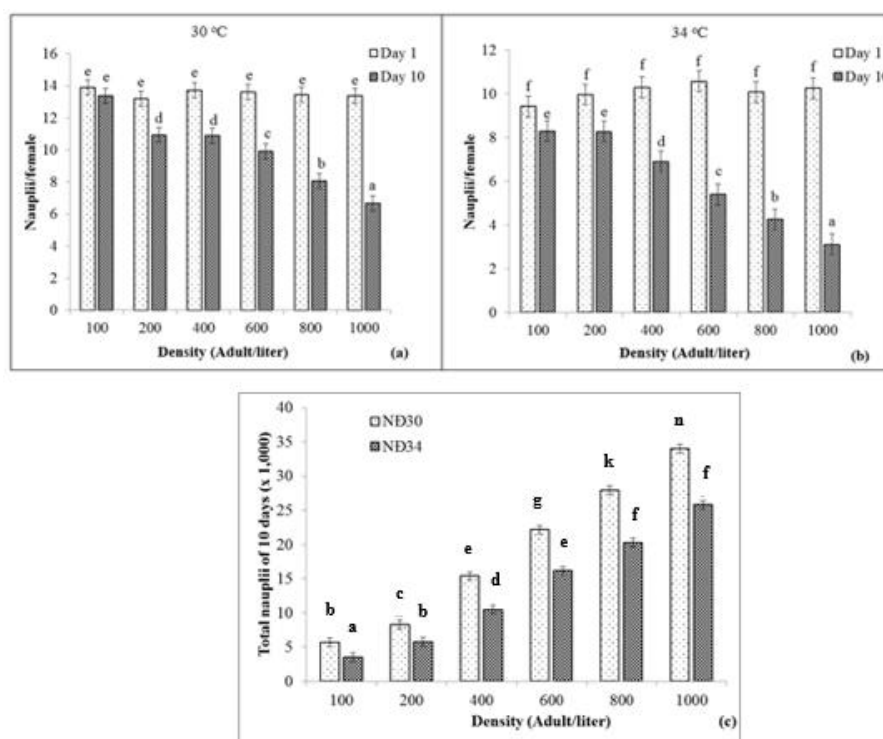 30 ºC
Day 1
Day 10
Nauplii/female
16
14
12
10
8
6
4
2
0
e e e d e d e c e b e a
100 200 400 600 800 1000
Density (Adult/liter) (a)
34 ºC
Day 1
Day 10
Nauplii/female
12
10
8
6
4
2
0
f e f e f d f c f b f a
100 200 400 600 800 1000
Density (Adult/liter) (b)
NĐ30
NĐ34
Total nauplii of 10 days (x 1,000)
40
35
30
25
20
15
10
5
0
b a c b e d g e k f n f
100 200 400 600 800 1000
Density (Adult/liter) (c)